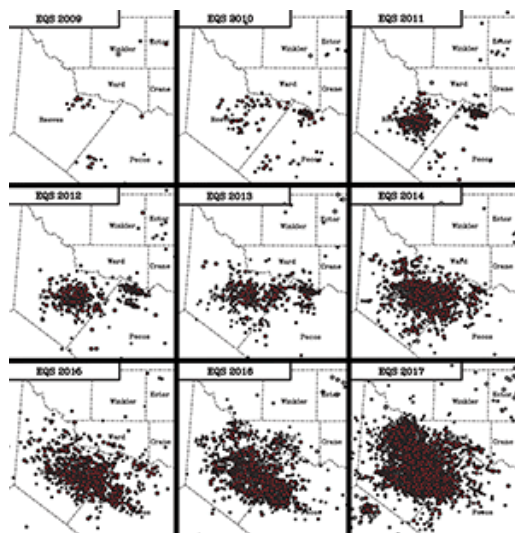 EQS 2009
Ector
Winkler
Ward
Crane
Reeves
Pecos
EQS 2010
Ector
Winkler
Ward
Crane
Pecos
EQS 2011
Ector
Winkler
Ward
Crane
Pecos
EQS 2012
Ector
Winkler
Ward
Crane
Pecos
EQS 2013
Ector
Winkler
Ward
Crane
Pecos
EQS 2014
Ector
Winkler
Ward
Crane
Pecos
EQS 2015
Ector
Winkler
Ward
Crane
EQS 2016
Ector
Winkler
Crane
EQS 2017
Ector
Winkler
Crane
Pecos